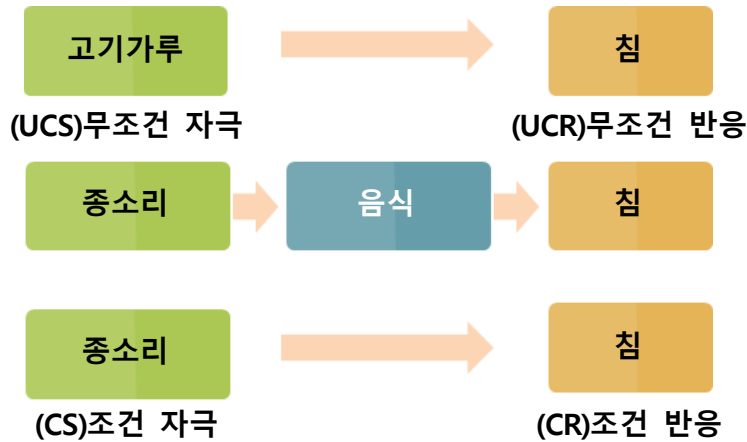 고기가루 침
(UCS)무조건 자극 (UCR)무조건 반응
종소리 음식 침
종소리 침
(CS)조건 자극 (CR)조건 반응